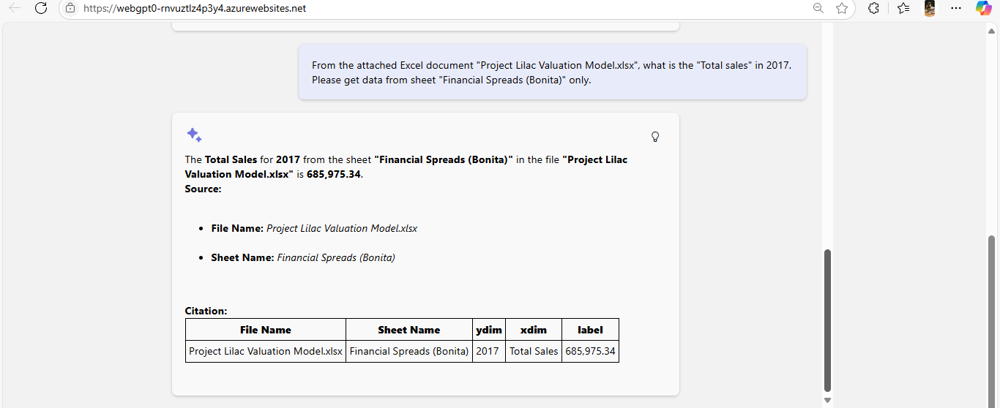 https://webgpt0-rnvuztlz4p3y4.azurewebsites.net
From the attached Excel document "Project Lilac Valuation Model.xlsx", what is the "Total sales" in 2017.
Please get data from sheet "Financial Spreads (Bonita)" only.
The Total Sales for 2017 from the sheet "Financial Spreads (Bonita)" in the file "Project Lilac
Valuation Model.xlsx" is 685,975.34.
Source:
• File Name: Project Lilac Valuation Model.xlsx
• Sheet Name: Financial Spreads (Bonita)
Citation:
File Name Sheet Name ydim xdim label
Project Lilac Valuation Model.xlsx Financial Spreads (Bonita) 2017 Total Sales 685,975.34